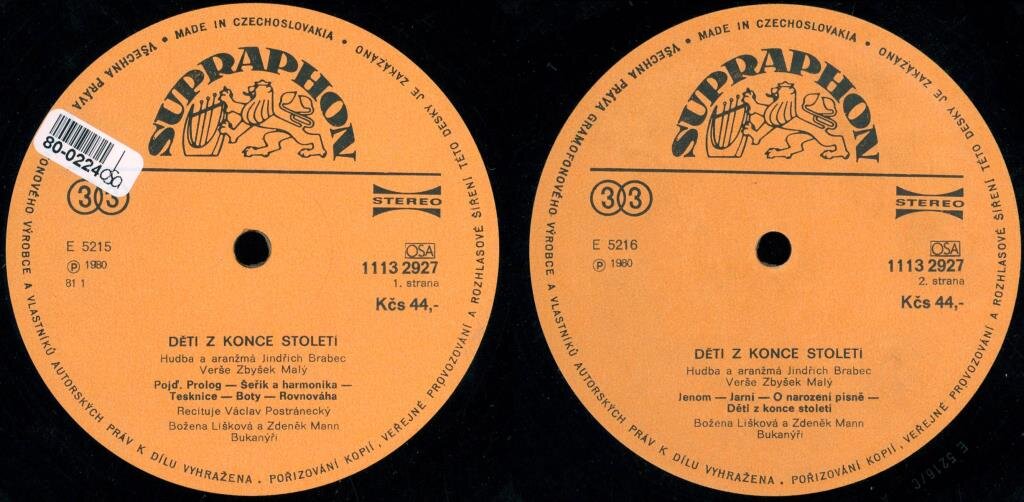 MADE IN CZECHOSLOVAKIA • VŠECHNA PRÁVA
ONOVÉHO VÝROBCE A VLASTNÍKŮ AUTORSKÝCH PRÁV K DÍLU VYHRAŽENA. POŘIZOVÁNÍ KOPIÍ, VEŘEJNÉ PROVOZOVÁNÍ A ROZHLASOVÉ ŠÍŘENÍ TÉTO DESKY JE ZAKÁZÁNO •
SUPRAPHON
80-0224
OSA
33
STEREO
E 5215
℗ 1980
81 1
OSA
1113 2927
1. strana
Kčs 44,-
DĚTI Z KONCE STOLETÍ
Hudba a aranžmá Jindřich Brabec
Verše Zbyšek Malý
Pojď. Prolog — Šeřík a harmonika —
Tesknice — Boty — Rovnováha
Recituje Václav Postránecký
Božena Lišková a Zdeněk Mann
Bukanýři
MADE IN CZECHOSLOVAKIA • VŠECHNA PRÁVA GRAMOFONOVÉHO VÝROBCE A VLASTNÍKŮ AUTORSKÝCH PRÁV K DÍLU VYHRAŽENA. POŘIZOVÁNÍ KOPIÍ, VEŘEJNÉ PROVOZOVÁNÍ A ROZHLASOVÉ ŠÍŘENÍ TÉTO DESKY JE ZAKÁZÁNO •
SUPRAPHON
33
STEREO
E 5216
℗ 1980
OSA
1113 2927
2. strana
Kčs 44,-
DĚTI Z KONCE STOLETÍ
Hudba a aranžmá Jindřich Brabec
Verše Zbyšek Malý
Jenom — Jarní — O narození písně —
Děti z konce století
Božena Lišková a Zdeněk Mann
Bukanýři
E 5216/C